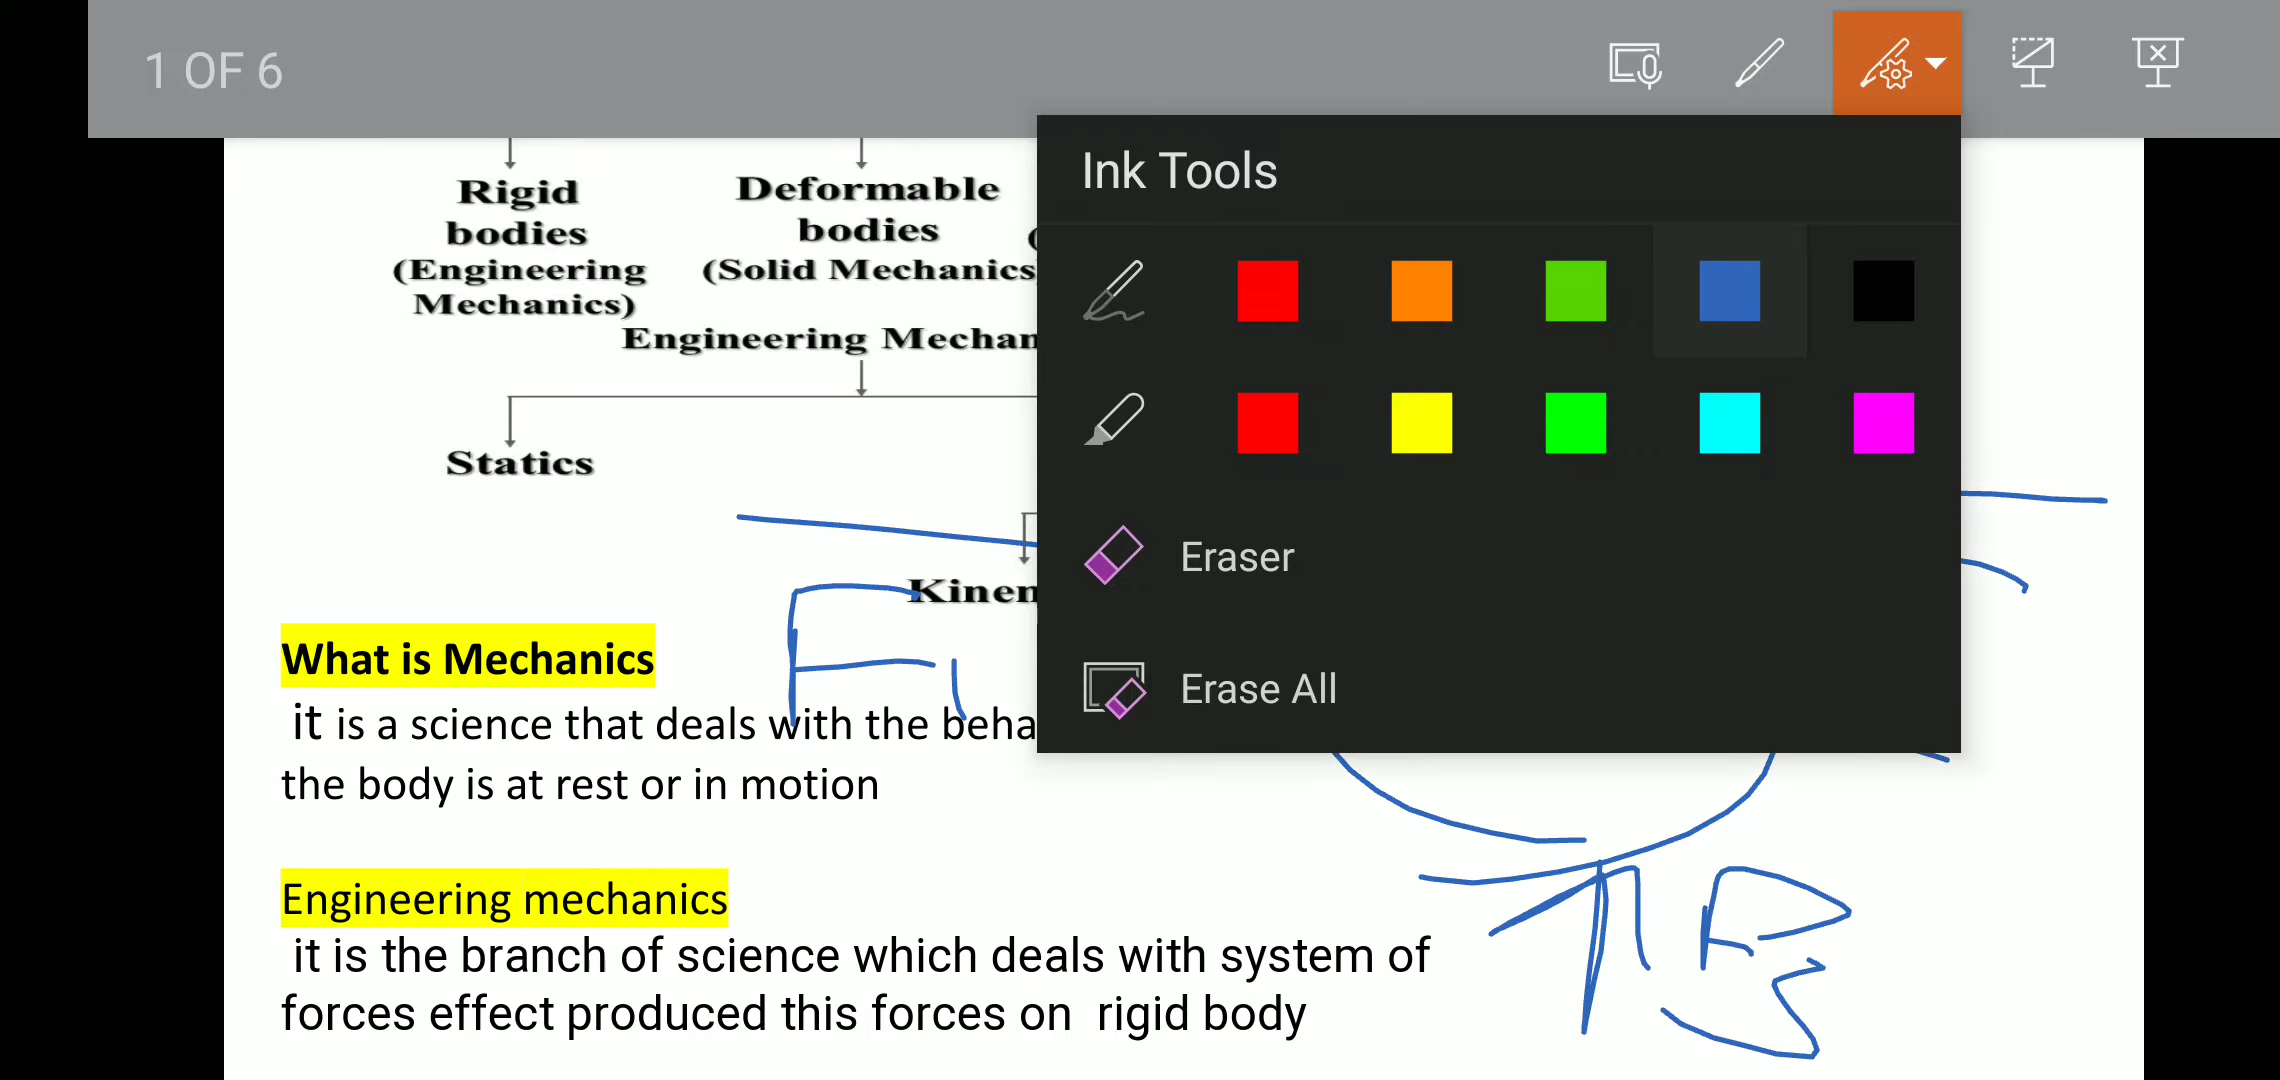 1 OF 6
Ink Tools
Eraser
Erase All
Rigid
bodies
(Engineering
Mechanics)
Deformable
bodies
(Solid Mechanics
Engineering Mechan
Statics
Kinem
F1
What is Mechanics
it is a science that deals with the beha
the body is at rest or in motion
Engineering mechanics
it is the branch of science which deals with system of
forces effect produced this forces on rigid body